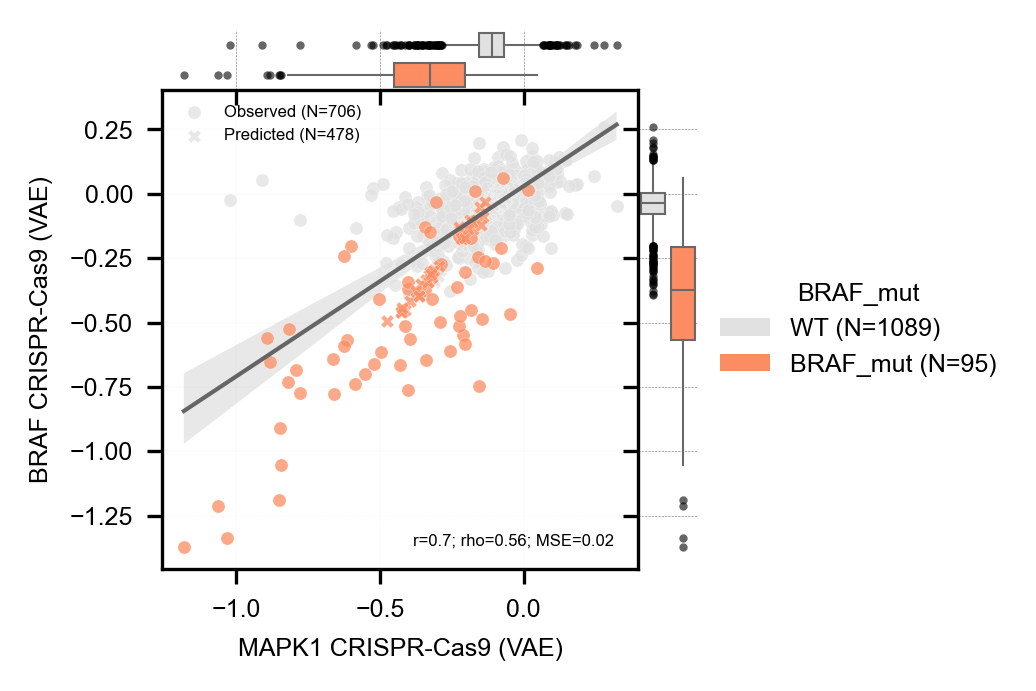 Observed (N=706)
Predicted (N=478)
0.25
0.00
−0.25
−0.50
−0.75
−1.00
−1.25
BRAF CRISPR-Cas9 (VAE)
r=0.7; rho=0.56; MSE=0.02
−1.0
−0.5
0.0
MAPK1 CRISPR-Cas9 (VAE)
BRAF_mut
WT (N=1089)
BRAF_mut (N=95)